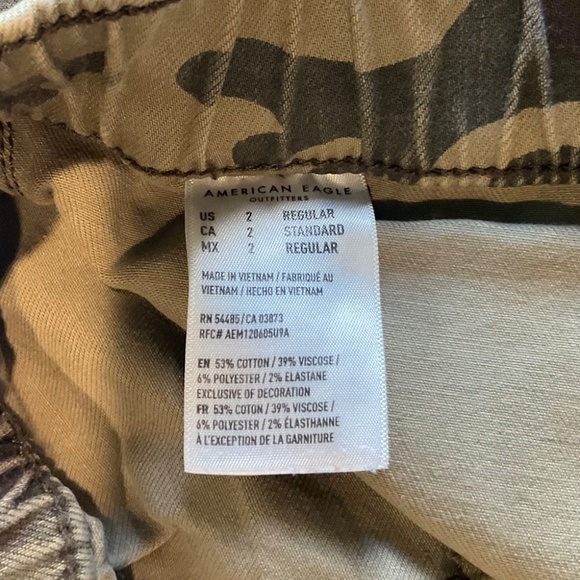 AMERICAN EAGLE
OUTFITTERS
US 2 REGULAR
CA 2 STANDARD
MX 2 REGULAR
MADE IN VIETNAM / FABRIQUÉ AU
VIETNAM / HECHO EN VIETNAM
RN 54485 / CA 03873
RFC# AEM120605U9A
EN 53% COTTON / 39% VISCOSE /
6% POLYESTER / 2% ELASTANE
EXCLUSIVE OF DECORATION
FR 53% COTON / 39% VISCOSE /
6% POLYESTER / 2% ÉLASTHANNE
À L'EXCEPTION DE LA GARNITURE